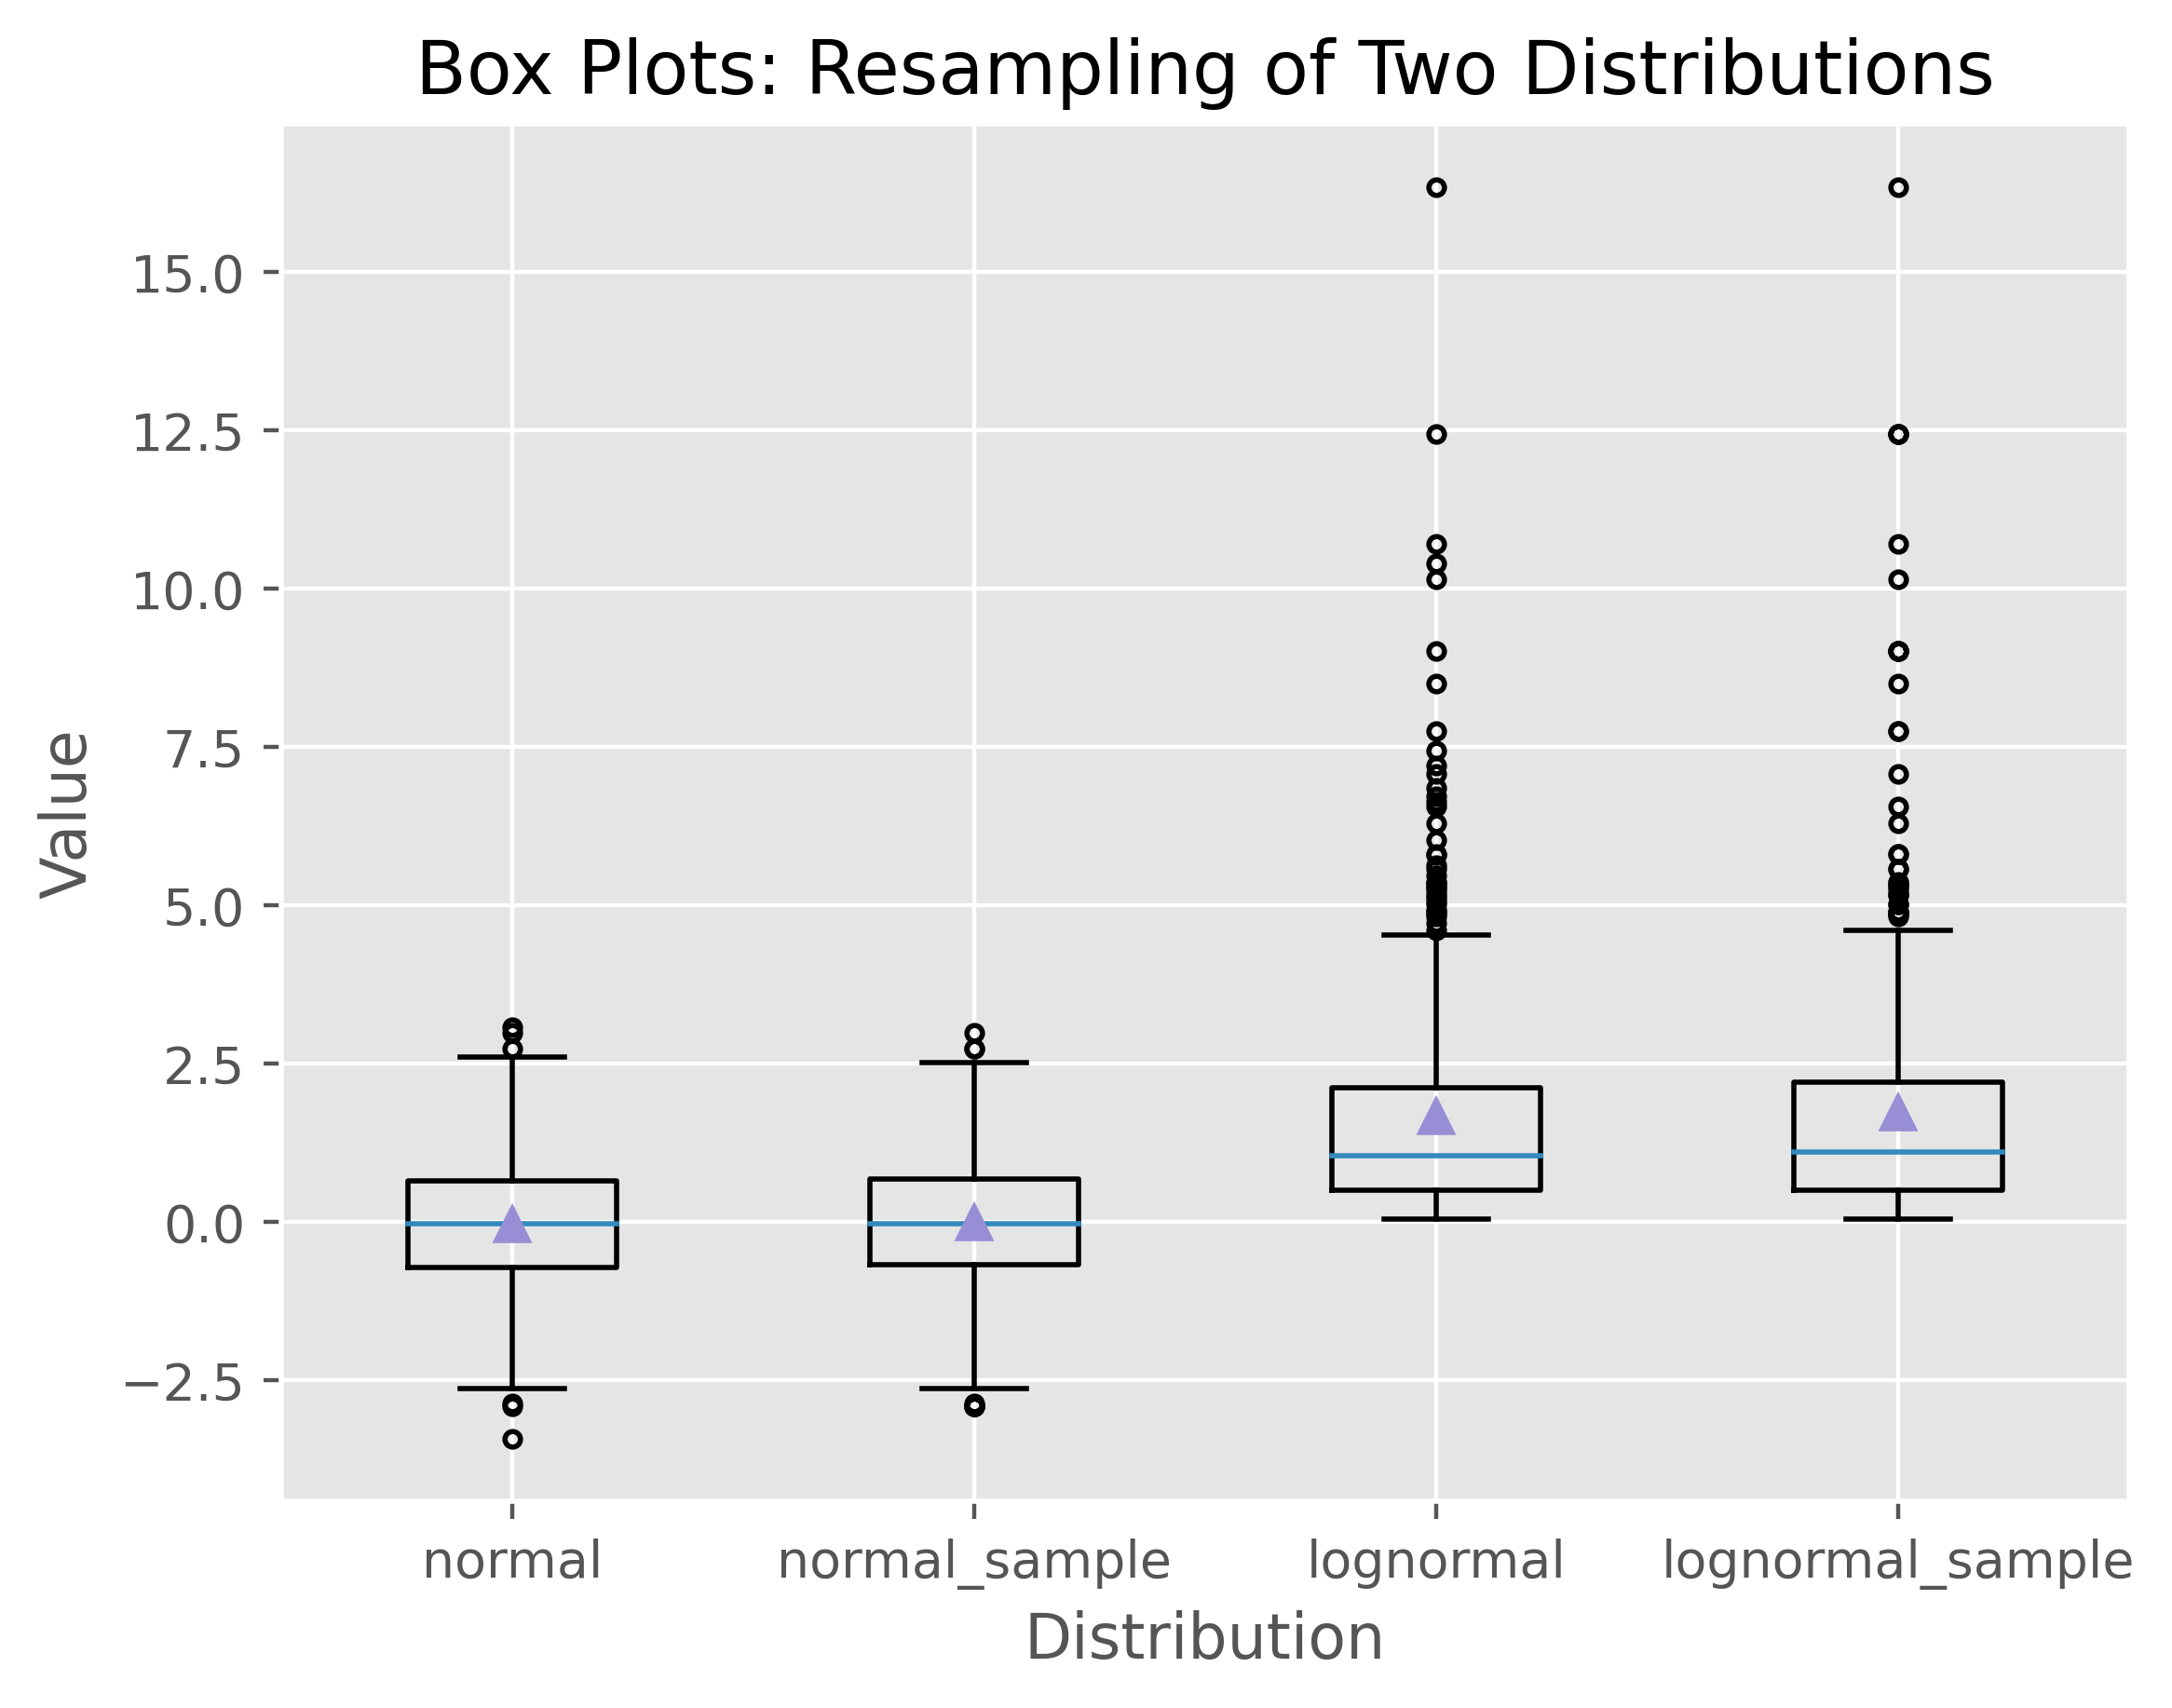 Box Plots: Resampling of Two Distributions
Value
15.0
12.5
10.0
7.5
5.0
2.5
0.0
−2.5
normal normal_sample lognormal lognormal_sample
Distribution